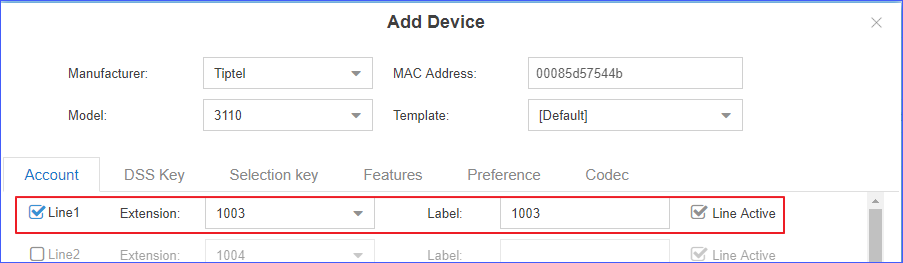 Add Device
Manufacturer: Tiptel MAC Address: 00085d57544b
Model: 3110 Template: [Default]
Account DSS Key Selection key Features Preference Codec
Line1 Extension: 1003 Label: 1003 Line Active
Line2 Extension: 1004 Label: Line Active